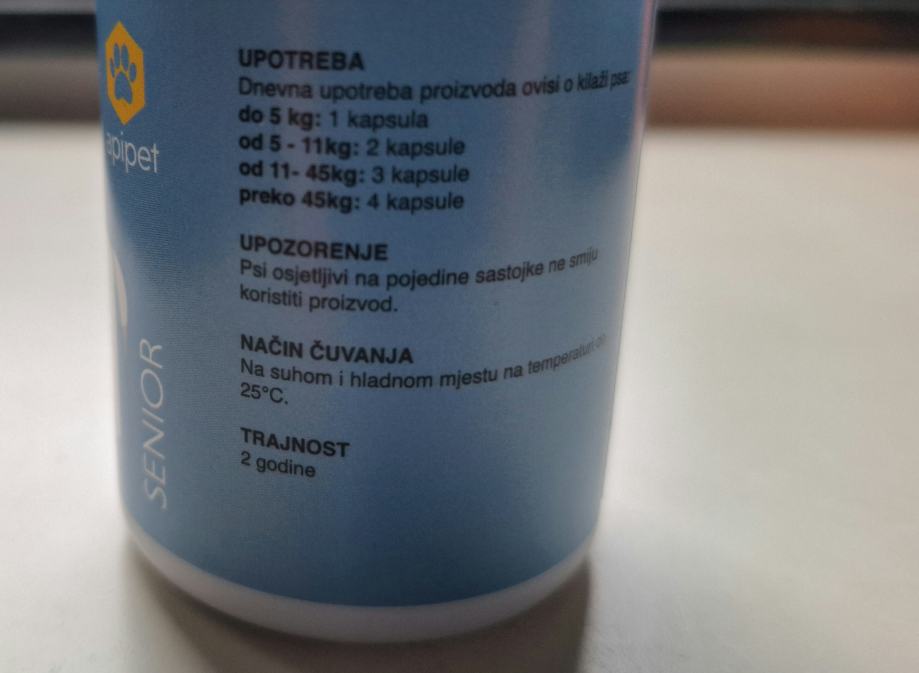 apipet
SENIOR
UPOTREBA
Dnevna upotreba proizvoda ovisi o kilaži psa:
do 5 kg: 1 kapsula
od 5 - 11kg: 2 kapsule
od 11- 45kg: 3 kapsule
preko 45kg: 4 kapsule
UPOZORENJE
Psi osjetljivi na pojedine sastojke ne smiju
koristiti proizvod.
NAČIN ČUVANJA
Na suhom i hladnom mjestu na temperaturi
25°C.
TRAJNOST
2 godine